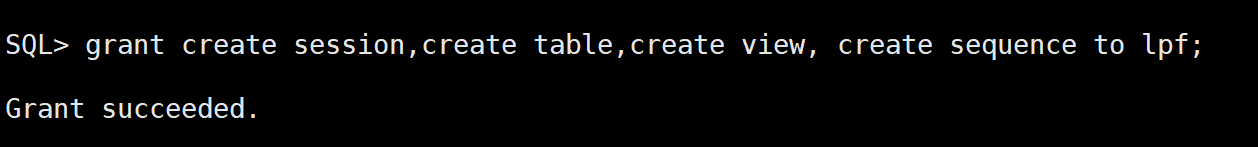 SQL> grant create session,create table,create view, create sequence to lpf;
Grant succeeded.